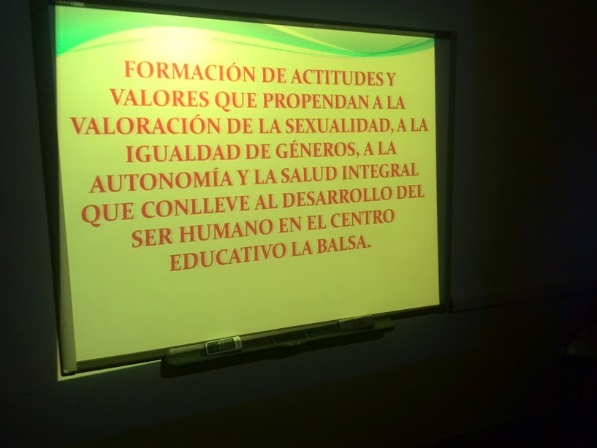 FORMACIÓN DE ACTITUDES Y
VALORES QUE PROPENDAN A LA
VALORACIÓN DE LA SEXUALIDAD, A LA
IGUALDAD DE GÉNEROS, A LA
AUTONOMÍA Y LA SALUD INTEGRAL
QUE CONLLEVE AL DESARROLLO DEL
SER HUMANO EN EL CENTRO
EDUCATIVO LA BALSA.